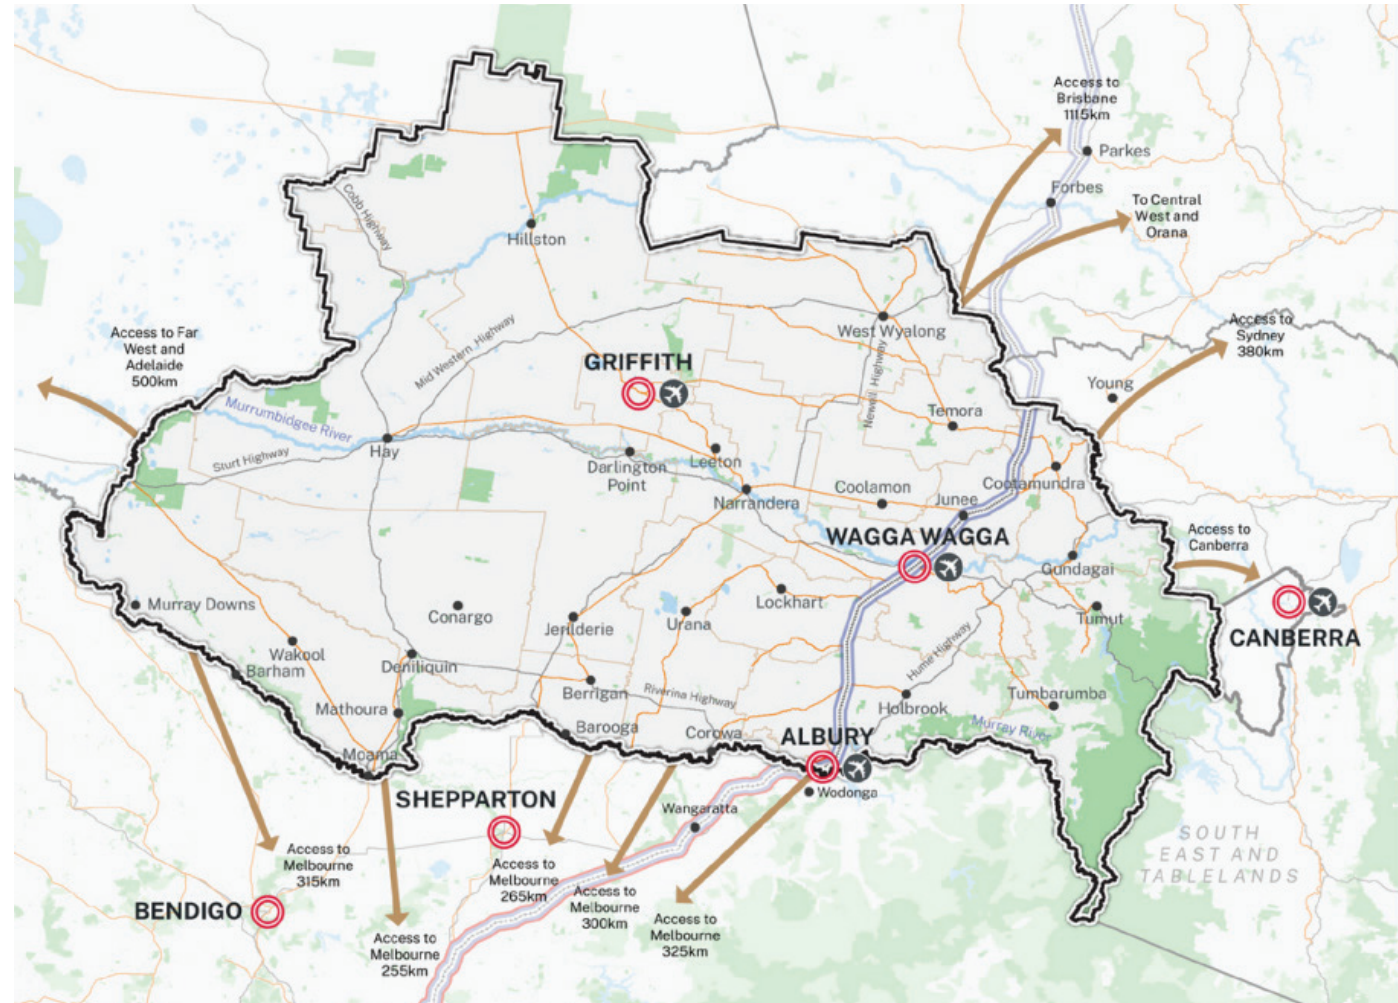 Access to
Brisbane
1115km
Parkes
Forbes
To Central
West and
Orana
Cobb Highway
Hillston
Access to Far
West and
Adelaide
500km
Mid Western Highway
West Wyalong
Newell Highway
Access to
Sydney
380km
GRIFFITH
Young
Murrumbidgee River
Temora
Hay
Sturt Highway
Darlington
Point
Leeton
Narrandera
Coolamon
Junee
Cootamundra
WAGGA WAGGA
Access to
Canberra
Gundagai
Murray Downs
Conargo
Lockhart
Jerilderie
Urana
Tumut
CANBERRA
Wakool
Barham
Deniliquin
Hume Highway
Berrigan
Riverina Highway
Holbrook
Tumbarumba
Mathoura
Barooga
Corowa
ALBURY
Murray River
Moama
Wodonga
SHEPPARTON
Wangaratta
SOUTH
EAST AND
TABLELANDS
Access to
Melbourne
315km
Access to
Melbourne
265km
Access to
Melbourne
300km
BENDIGO
Access to
Melbourne
325km
Access to
Melbourne
255km